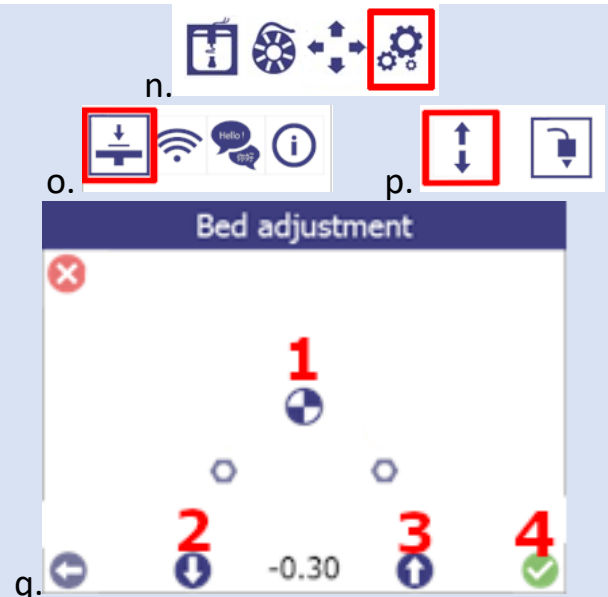 n.
o. Hello! 你好 i p.
Bed adjustment
1
2 -0.30 3 4
q.